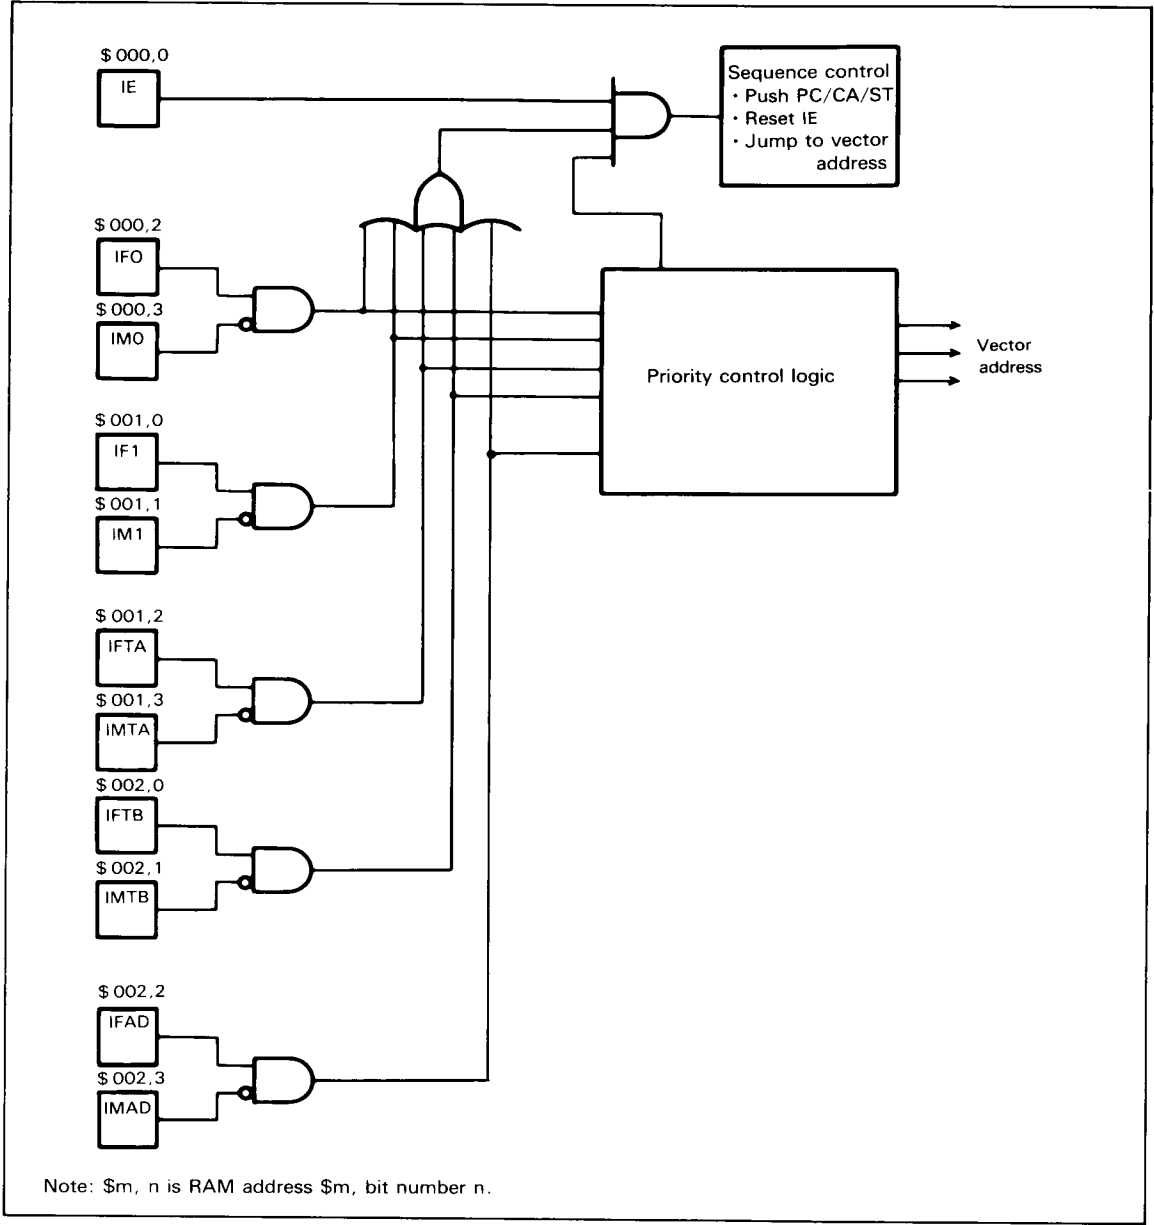 $000,0
IE
Sequence control
· Push PC/CA/ST
· Reset IE
· Jump to vector
address
$000,2
IFO
$000,3
IMO
Priority control logic
Vector
address
$001,0
IF1
$001,1
IM1
$001,2
IFTA
$001,3
IMTA
$002,0
IFTB
$002,1
IMTB
$002,2
IFAD
$002,3
IMAD
Note: $m, n is RAM address $m, bit number n.